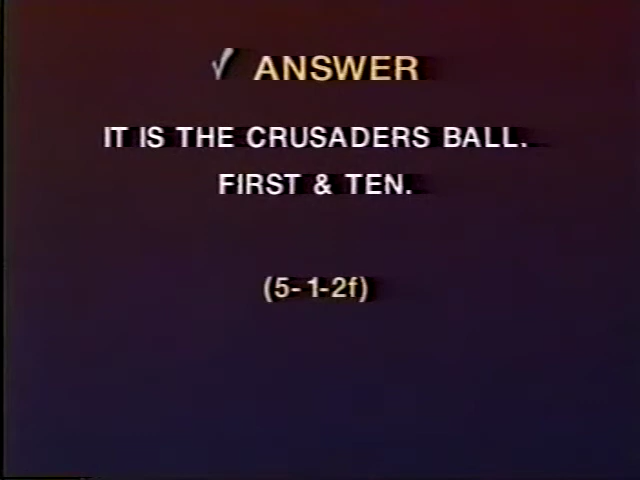 ✓ ANSWER
IT IS THE CRUSADERS BALL.
FIRST & TEN.
(5-1-2f)